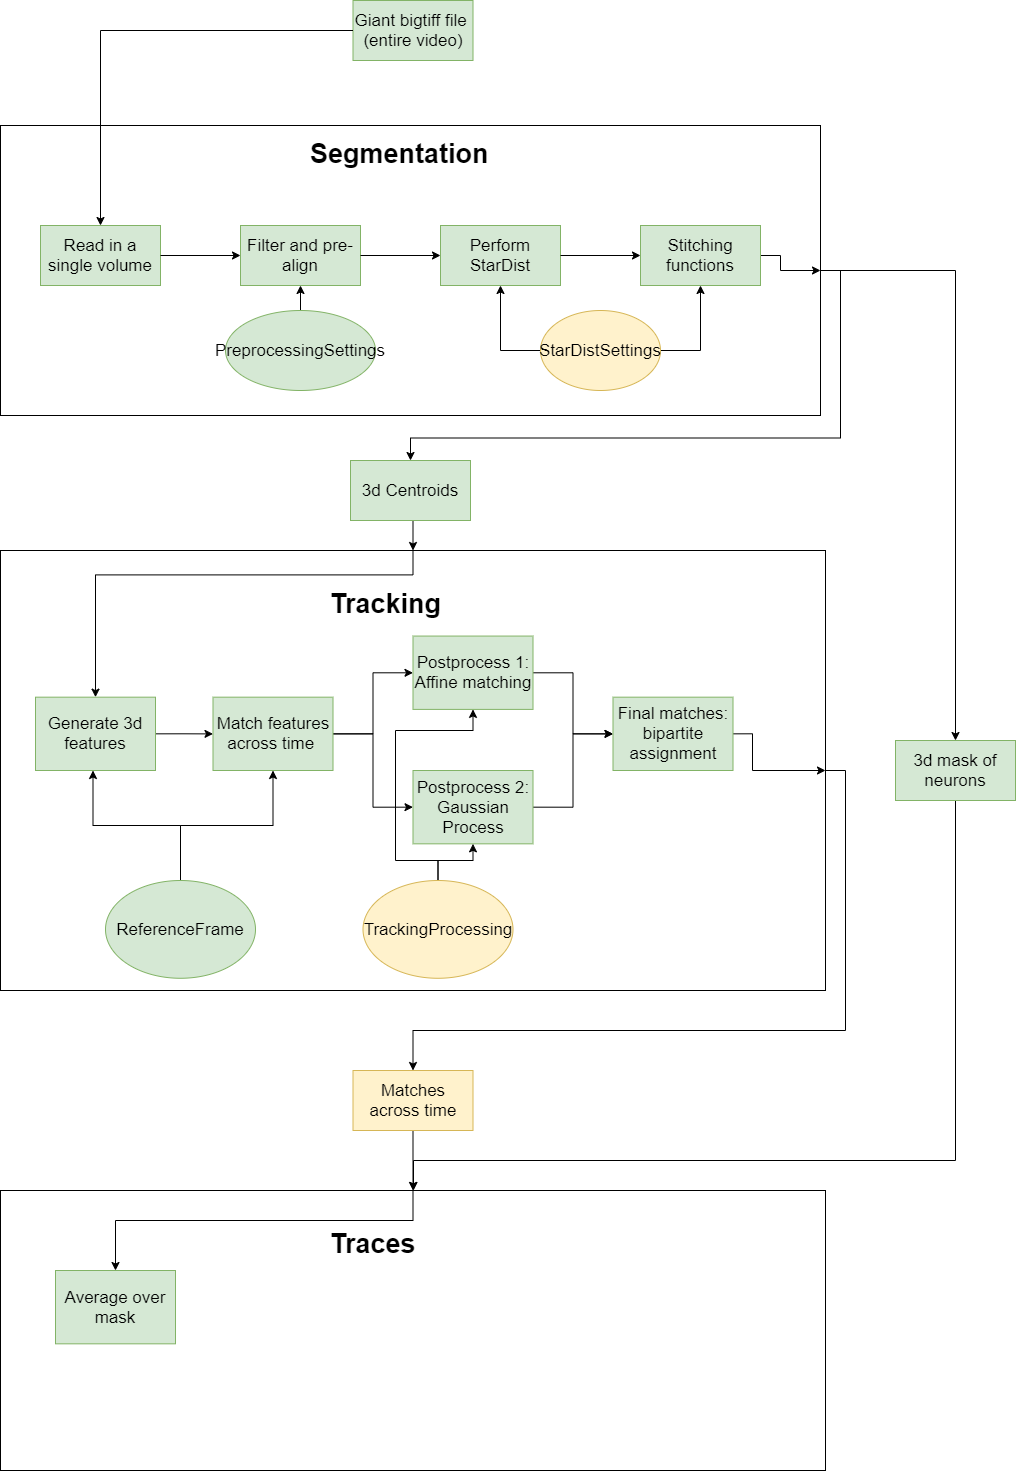 Giant bigtiff file
(entire video)
Segmentation
Read in a
single volume
Filter and pre-
align
Perform
StarDist
Stitching
functions
PreprocessingSettings
StarDistSettings
3d Centroids
Tracking
Postprocess 1:
Affine matching
Generate 3d
features
Match features
across time
Final matches:
bipartite
assignment
3d mask of
neurons
Postprocess 2:
Gaussian
Process
ReferenceFrame
TrackingProcessing
Matches
across time
Traces
Average over
mask